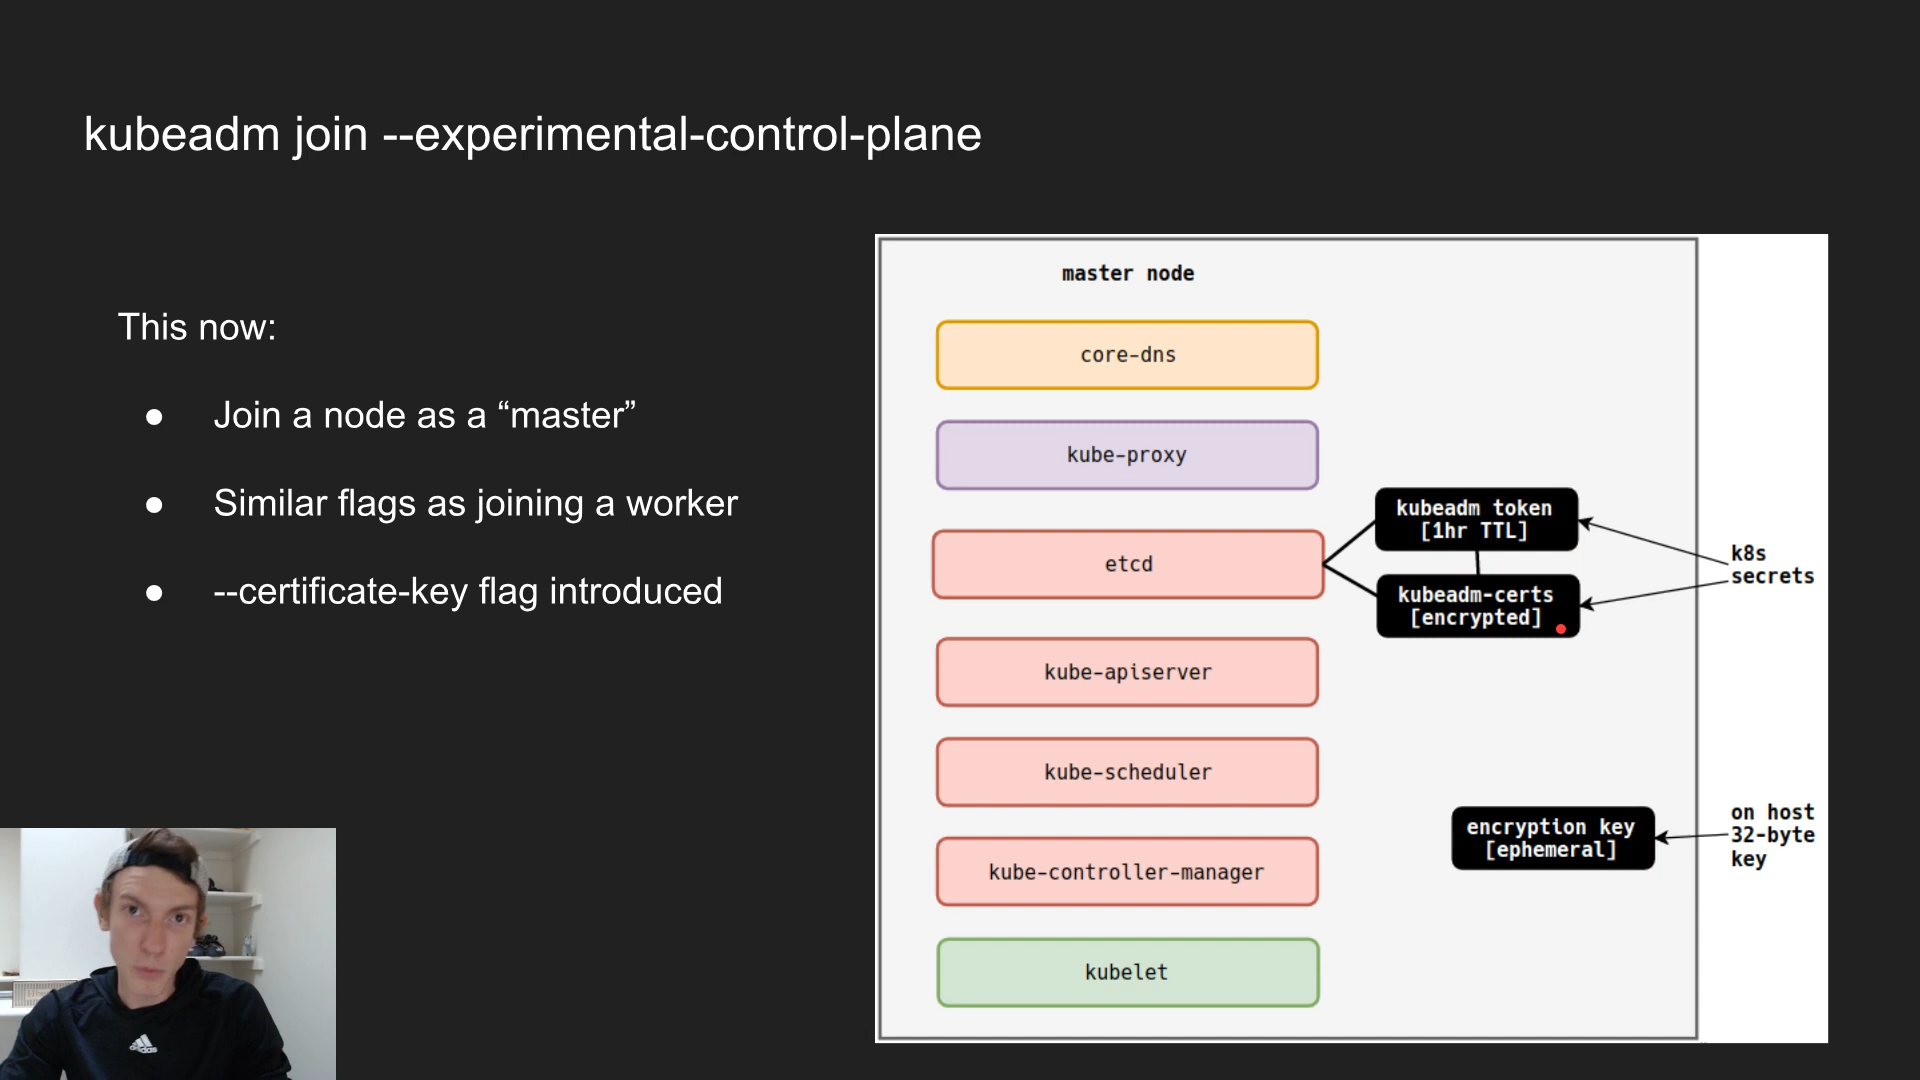 kubeadm join --experimental-control-plane
This now:
● Join a node as a “master”
● Similar flags as joining a worker
● --certificate-key flag introduced
master node
core-dns
kube-proxy
etcd
kube-apiserver
kube-scheduler
kube-controller-manager
kubelet
kubeadm token
[1hr TTL]
kubeadm-certs
[encrypted]
k8s
secrets
encryption key
[ephemeral]
on host
32-byte
key
adidas